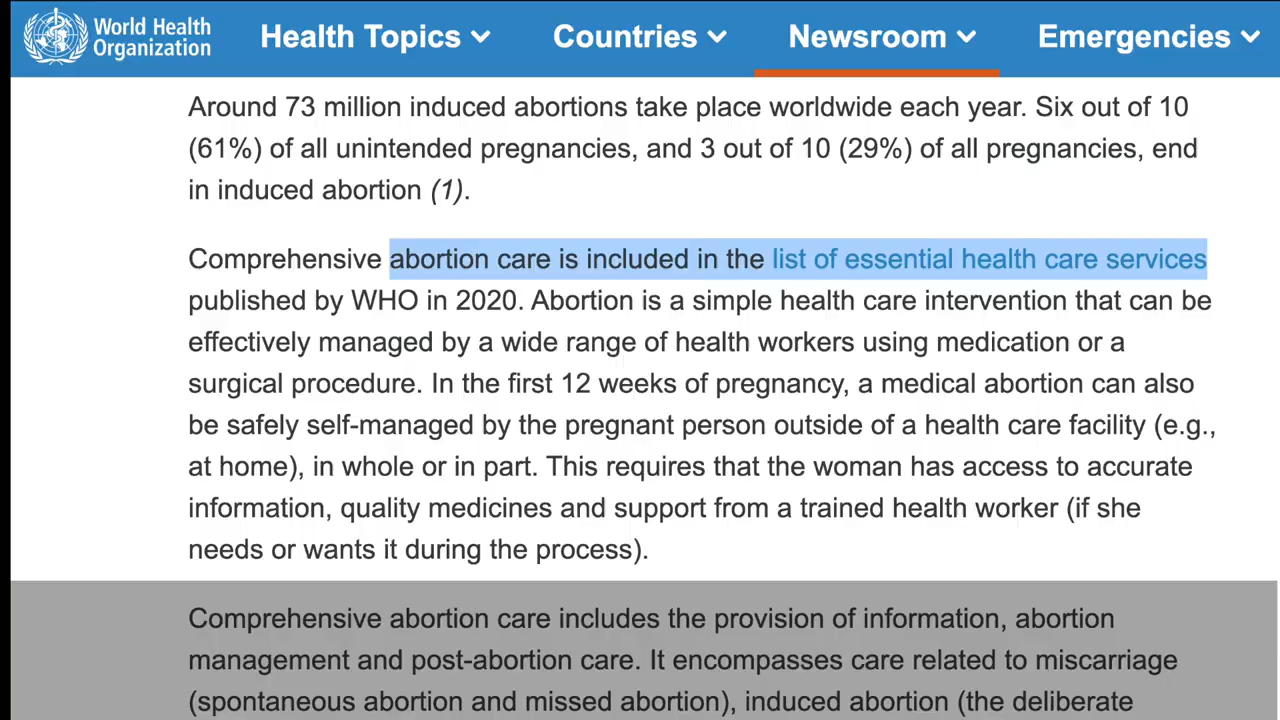 World Health
Organization
Health Topics
Countries
Newsroom
Emergencies
Around 73 million induced abortions take place worldwide each year. Six out of 10
(61%) of all unintended pregnancies, and 3 out of 10 (29%) of all pregnancies, end
in induced abortion (1).
Comprehensive abortion care is included in the list of essential health care services
published by WHO in 2020. Abortion is a simple health care intervention that can be
effectively managed by a wide range of health workers using medication or a
surgical procedure. In the first 12 weeks of pregnancy, a medical abortion can also
be safely self-managed by the pregnant person outside of a health care facility (e.g.,
at home), in whole or in part. This requires that the woman has access to accurate
information, quality medicines and support from a trained health worker (if she
needs or wants it during the process).
Comprehensive abortion care includes the provision of information, abortion
management and post-abortion care. It encompasses care related to miscarriage
(spontaneous abortion and missed abortion), induced abortion (the deliberate